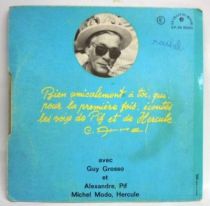 Bien amicalement à toi, qui
pour la première fois, écoutes
les voix de Pif et de Hercule
C. Arnal
avec
Guy Grosso
et
Alexandre, Pif
Michel Modo, Hercule